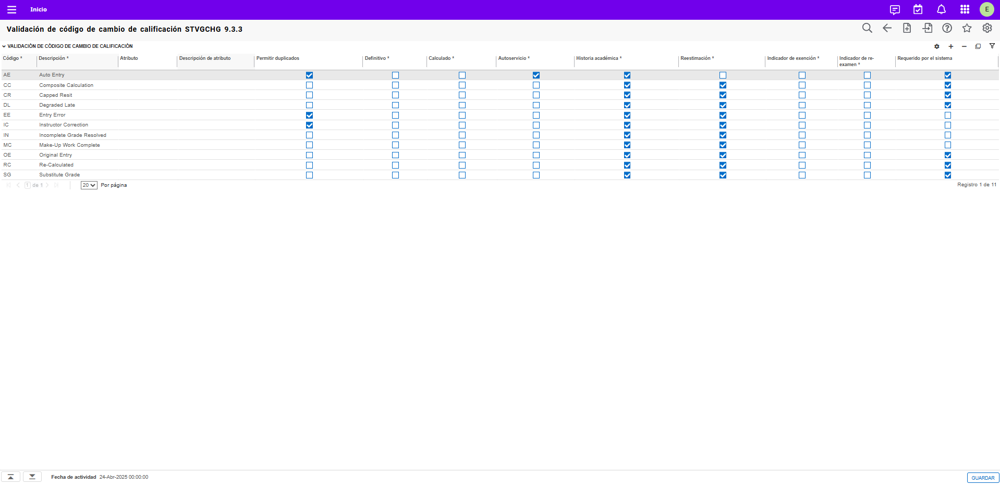 Inicio
E
Validación de código de cambio de calificación STVGCHG 9.3.3
VALIDACIÓN DE CÓDIGO DE CAMBIO DE CALIFICACIÓN
Código * Descripción * Atributo Descripción de atributo Permitir duplicados Definitivo * Calculado * Autoservicio * Historia académica * Reestimación * Indicador de exención * Indicador de re-examen * Requerido por el sistema
AE Auto Entry
CC Composite Calculation
CR Capped Resit
DL Degraded Late
EE Entry Error
IC Instructor Correction
IN Incomplete Grade Resolved
MC Make-Up Work Complete
OE Original Entry
RC Re-Calculated
SG Substitute Grade
1 de 1 20 Por página Registro 1 de 11
Fecha de actividad 24-Abr-2025 00:00:00 GUARDAR